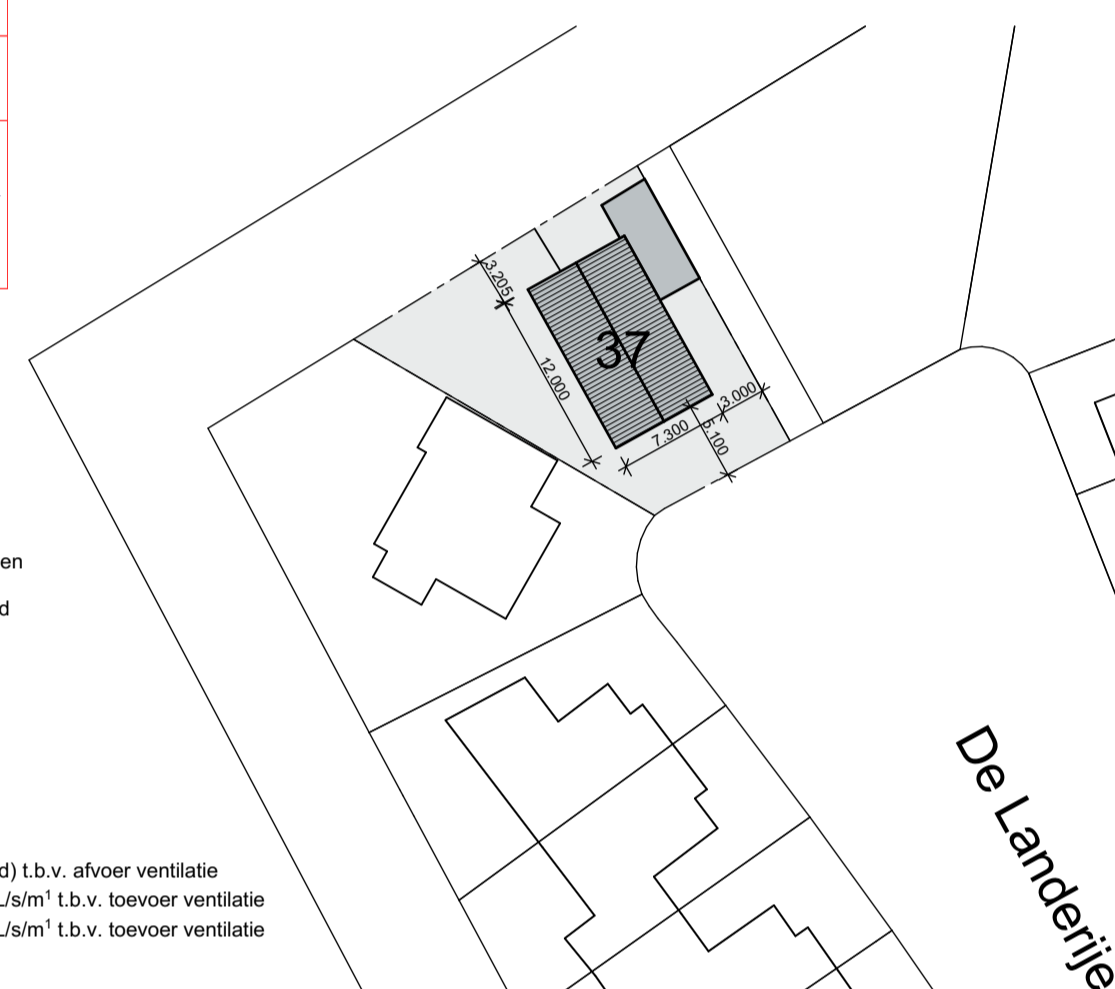 3.205
12.000
37
3.000
7.300
5.100
en
d
De Landerije
d) t.b.v. afvoer ventilatie
L/s/m¹ t.b.v. toevoer ventilatie
L/s/m¹ t.b.v. toevoer ventilatie